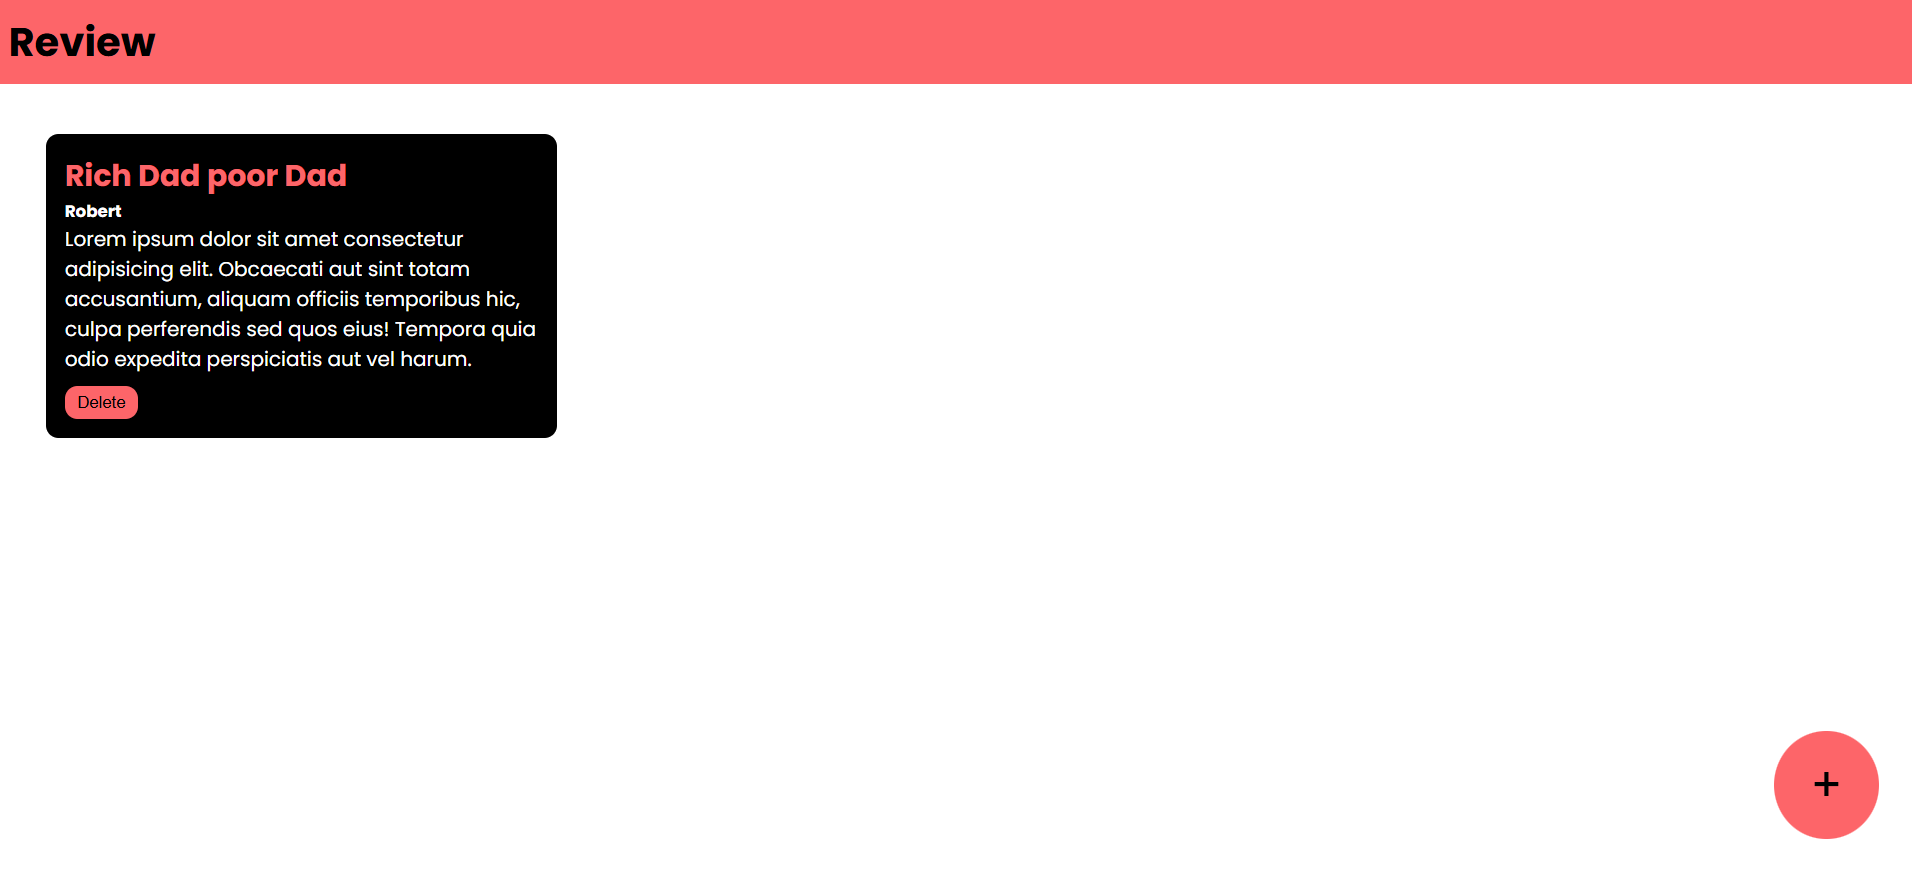 Review
Rich Dad poor Dad
Robert
Lorem ipsum dolor sit amet consectetur
adipisicing elit. Obcaecati aut sint totam
accusantium, aliquam officiis temporibus hic,
culpa perferendis sed quos eius! Tempora quia
odio expedita perspiciatis aut vel harum.
Delete
+